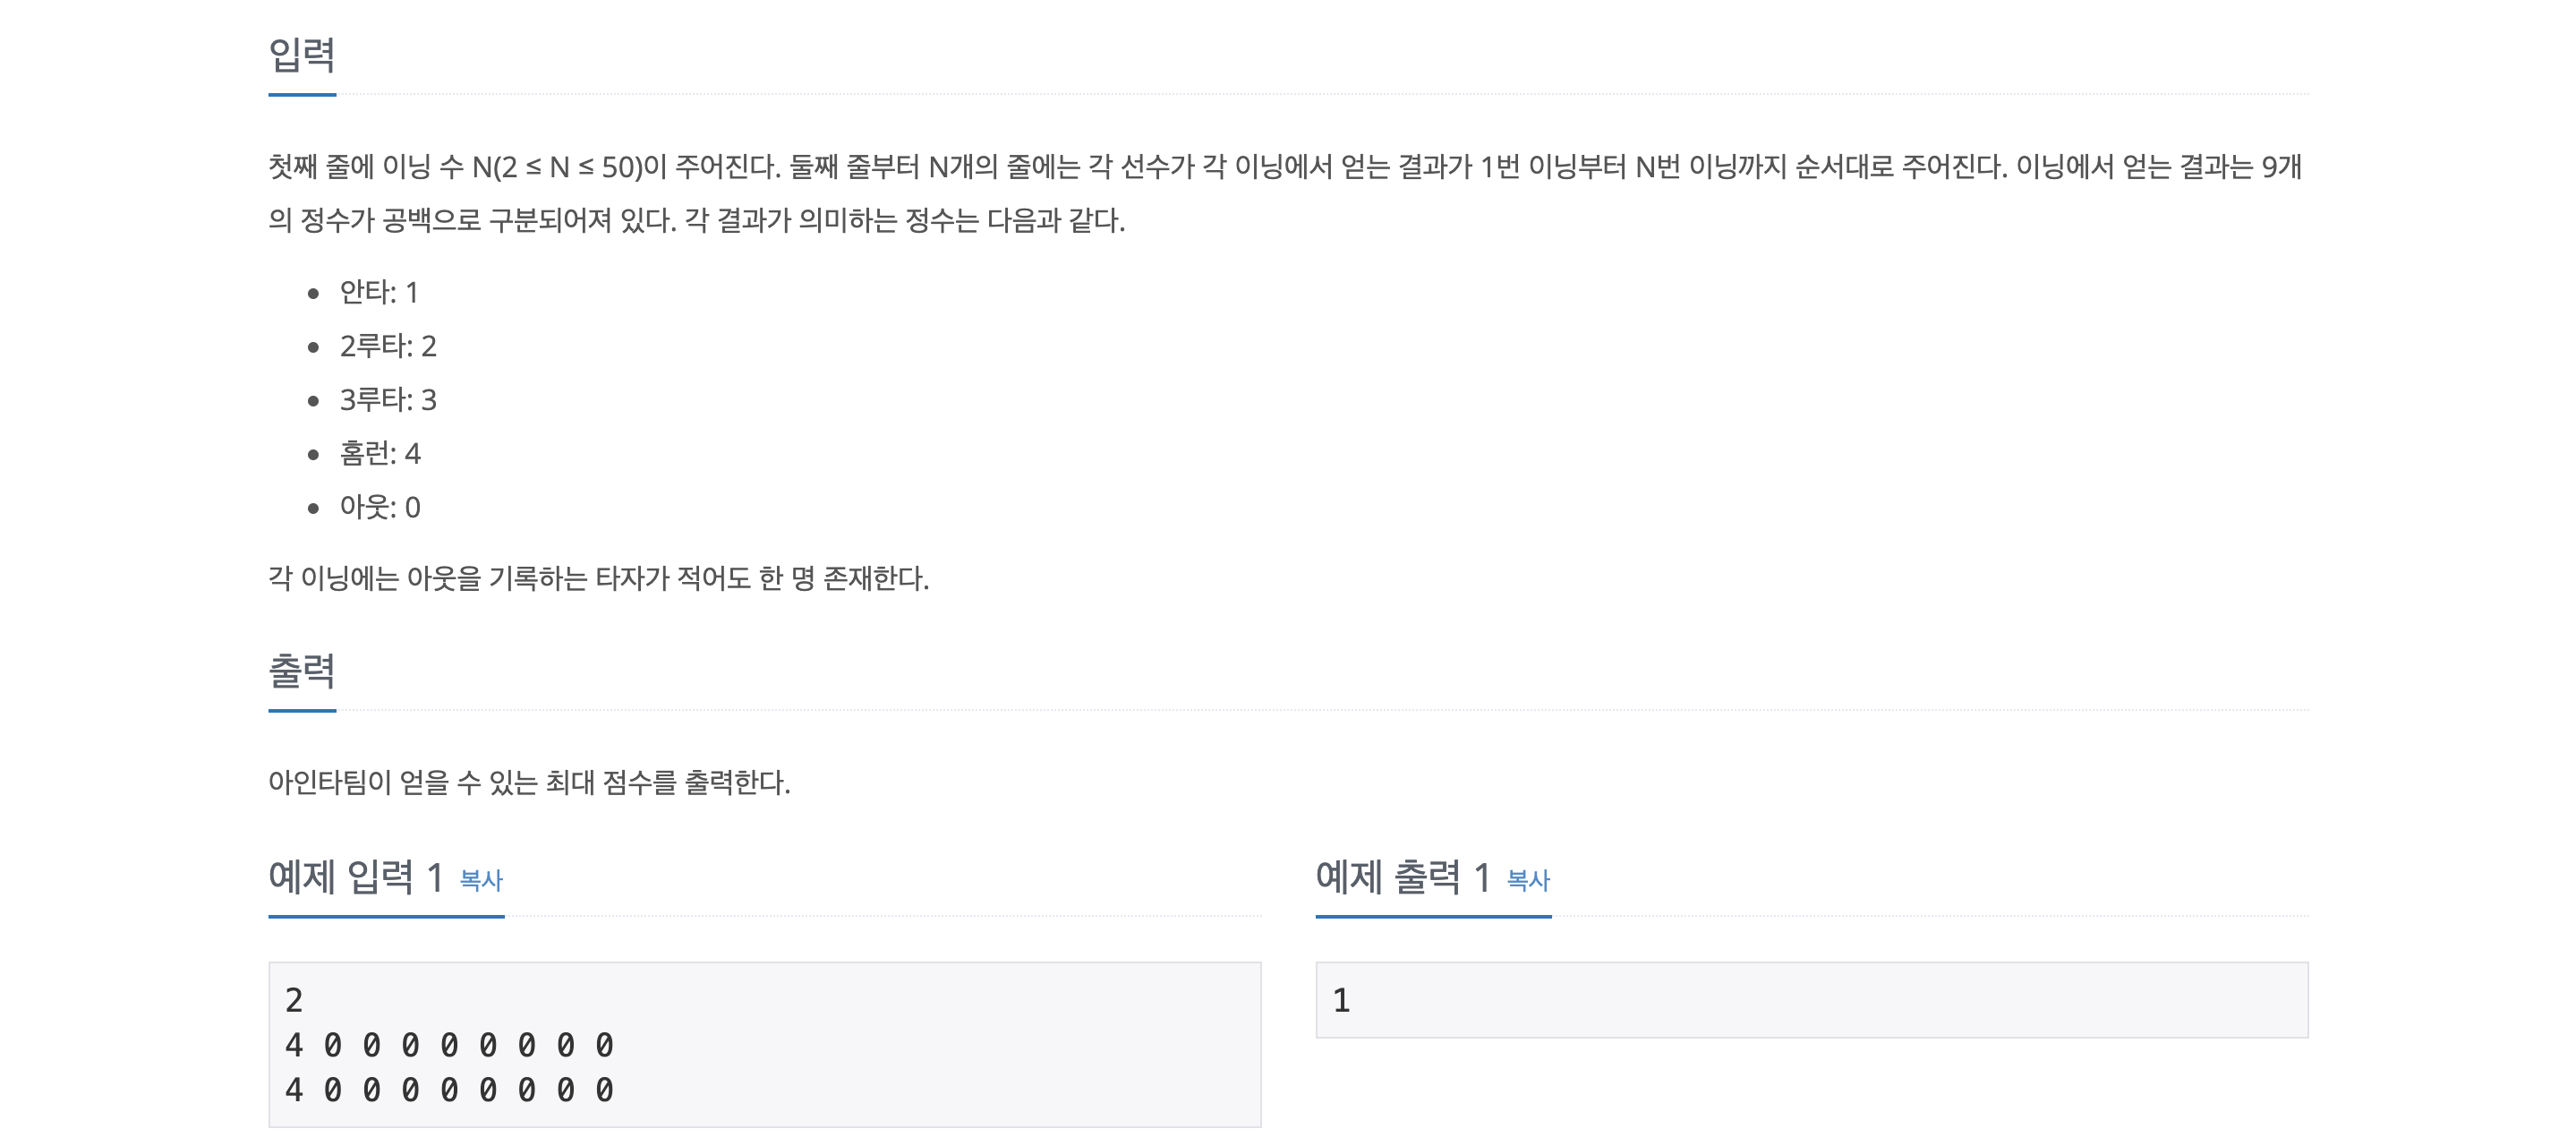 입력
첫째 줄에 이닝 수 N(2 ≤ N ≤ 50)이 주어진다. 둘째 줄부터 N개의 줄에는 각 선수가 각 이닝에서 얻는 결과가 1번 이닝부터 N번 이닝까지 순서대로 주어진다. 이닝에서 얻는 결과는 9개
의 정수가 공백으로 구분되어져 있다. 각 결과가 의미하는 정수는 다음과 같다.
• 안타: 1
• 2루타: 2
• 3루타: 3
• 홈런: 4
• 아웃: 0
각 이닝에는 아웃을 기록하는 타자가 적어도 한 명 존재한다.
출력
아인타팀이 얻을 수 있는 최대 점수를 출력한다.
예제 입력 1 복사
2
4 0 0 0 0 0 0 0 0
4 0 0 0 0 0 0 0 0
예제 출력 1 복사
1